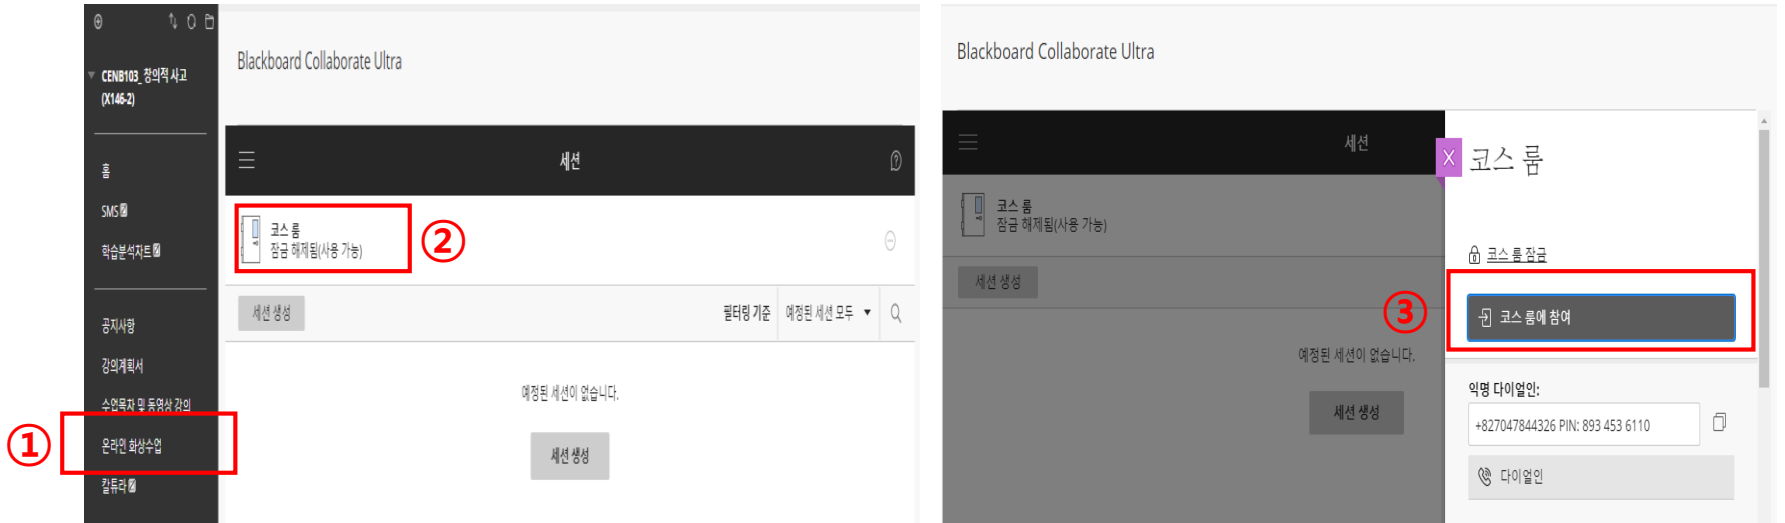 CENB103_ 창의적 사고
(X146-2)
홈
SMS
학습분석차트
공지사항
강의계획서
수업목차 및 동영상 강의
①
온라인 화상수업
칼튜라
Blackboard Collaborate Ultra
세션
코스 룸
잠금 해제됨(사용 가능)
②
세션 생성
필터링 기준 예정된 세션 모두
예정된 세션이 없습니다.
세션 생성
Blackboard Collaborate Ultra
세션
코스 룸
잠금 해제됨(사용 가능)
세션 생성
예정된 세션이 없습니다.
세션 생성
X
코스 룸
코스 룸 잠금
③
코스 룸에 참여
익명 다이얼인:
+827047844326 PIN: 893 453 6110
다이얼인